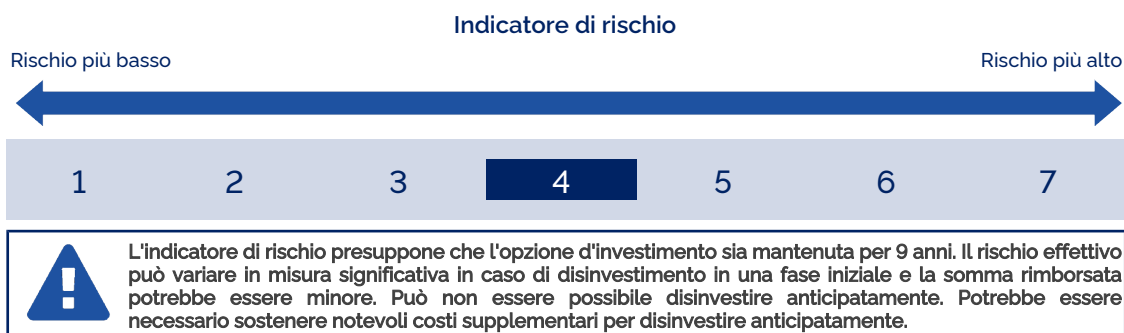 Indicatore di rischio
Rischio più basso Rischio più alto
1 2 3 4 5 6 7
L'indicatore di rischio presuppone che l'opzione d'investimento sia mantenuta per 9 anni. Il rischio effettivo
può variare in misura significativa in caso di disinvestimento in una fase iniziale e la somma rimborsata
potrebbe essere minore. Può non essere possibile disinvestire anticipatamente. Potrebbe essere
necessario sostenere notevoli costi supplementari per disinvestire anticipatamente.